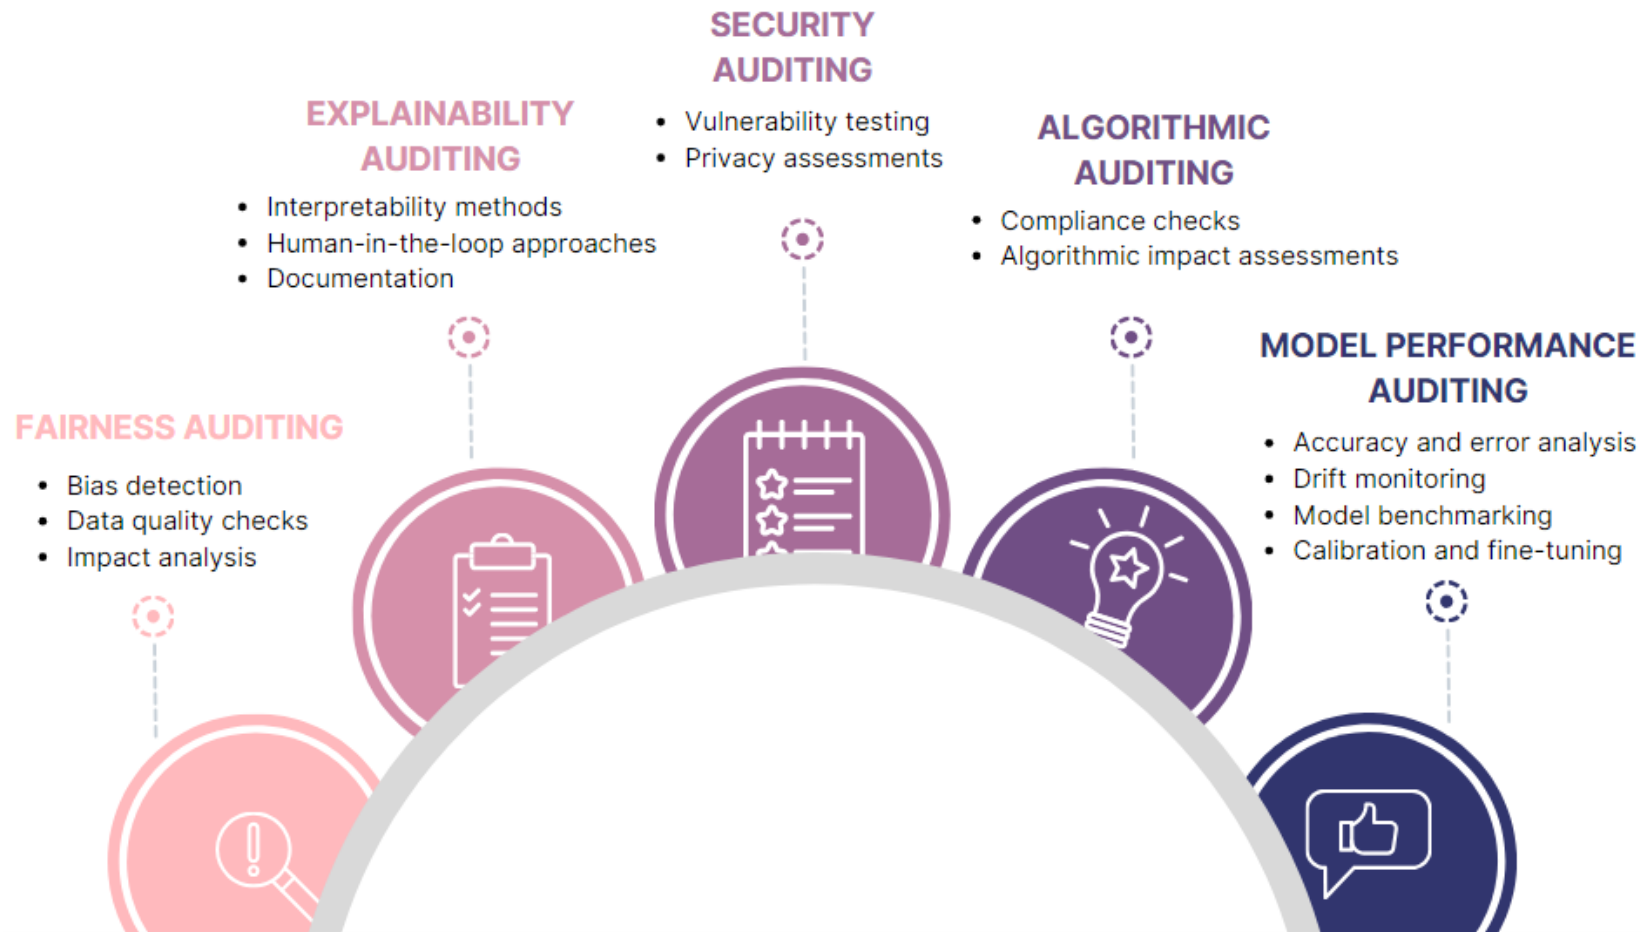 SECURITY
AUDITING
• Vulnerability testing
• Privacy assessments
EXPLAINABILITY
AUDITING
• Interpretability methods
• Human-in-the-loop approaches
• Documentation
ALGORITHMIC
AUDITING
• Compliance checks
• Algorithmic impact assessments
MODEL PERFORMANCE
AUDITING
• Accuracy and error analysis
• Drift monitoring
• Model benchmarking
• Calibration and fine-tuning
FAIRNESS AUDITING
• Bias detection
• Data quality checks
• Impact analysis